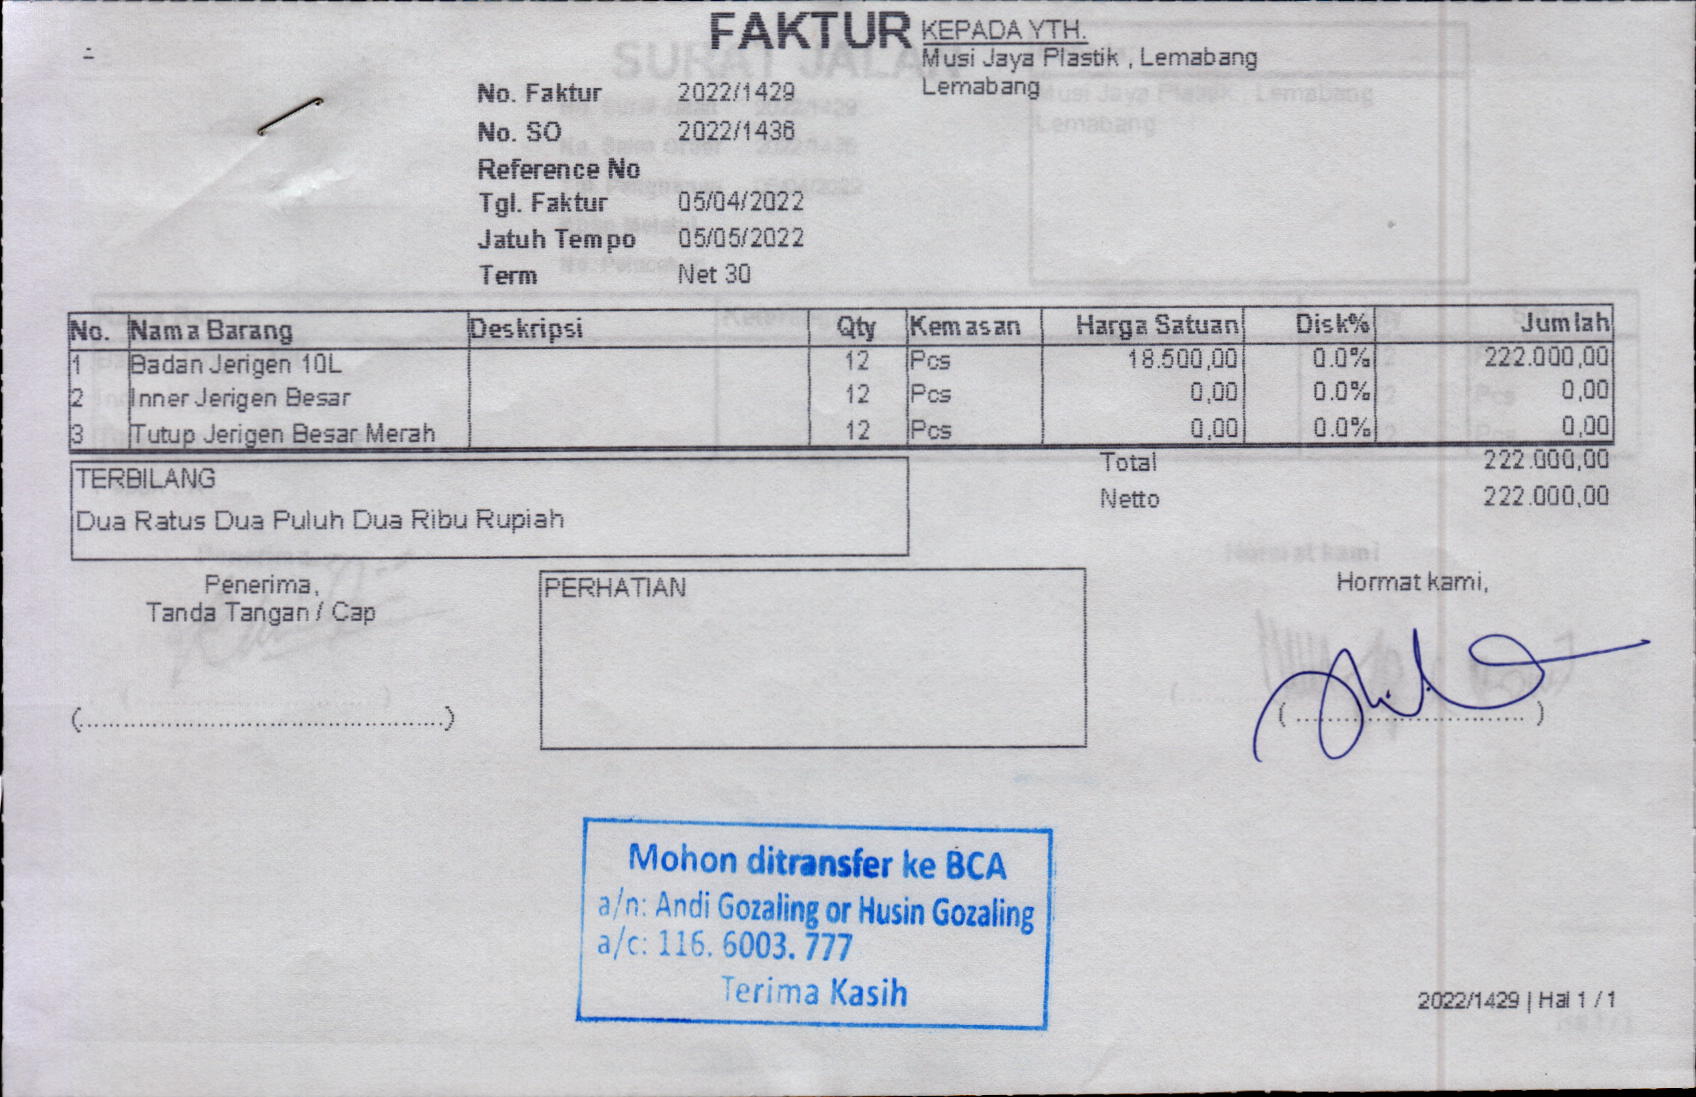 FAKTUR
KEPADA YTH.
Musi Jaya Plastik , Lemabang
Lemabang
No. Faktur 2022/1429
No. SO 2022/1436
Reference No
Tgl. Faktur 05/04/2022
Jatuh Tempo 05/05/2022
Term Net 30
No. Nama Barang Deskripsi Qty Kemasan Harga Satuan Disk% Jumlah
1 Badan Jerigen 10L 12 Pcs 18.500,00 0.0% 222.000,00
2 Inner Jerigen Besar 12 Pcs 0,00 0.0% 0,00
3 Tutup Jerigen Besar Merah 12 Pcs 0,00 0.0% 0,00
Total 222.000,00
Netto 222.000,00
TERBILANG
Dua Ratus Dua Puluh Dua Ribu Rupiah
Penerima,
Tanda Tangan / Cap
PERHATIAN
Hormat kami,
Mohon ditransfer ke BCA
a/n: Andi Gozaling or Husin Gozaling
a/c: 116. 6003. 777
Terima Kasih
2022/1429 | Hal 1 / 1